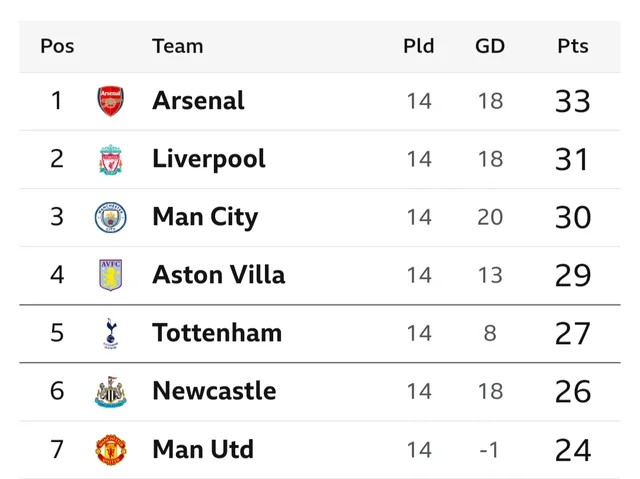 Pos Team Pld GD Pts
1 Arsenal 14 18 33
2 Liverpool 14 18 31
3 Man City 14 20 30
4 Aston Villa 14 13 29
5 Tottenham 14 8 27
6 Newcastle 14 18 26
7 Man Utd 14 -1 24